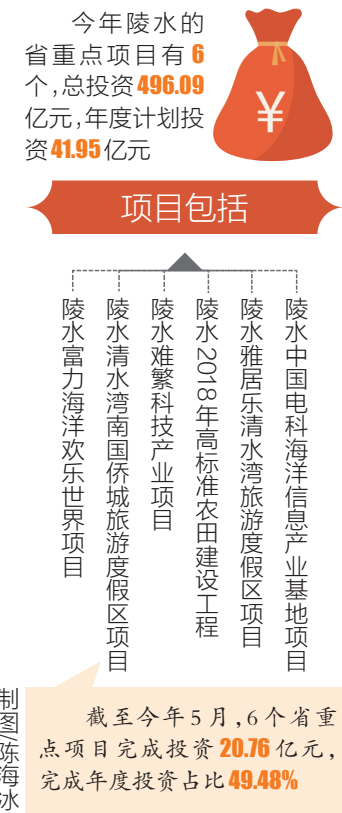 今年陵水的
省重点项目有6
个，总投资496.09
亿元，年度计划投
资41.95亿元
¥
项目包括
陵水中国电科海洋信息产业基地项目
陵水雅居乐清水湾旅游度假区项目
陵水2018年高标准农田建设工程
陵水难繁科技产业项目
陵水清水湾南国侨城旅游度假区项目
陵水富力海洋欢乐世界项目
截至今年5月，6个省重
点项目完成投资20.76亿元，
完成年度投资占比49.48%
制图/陈海冰